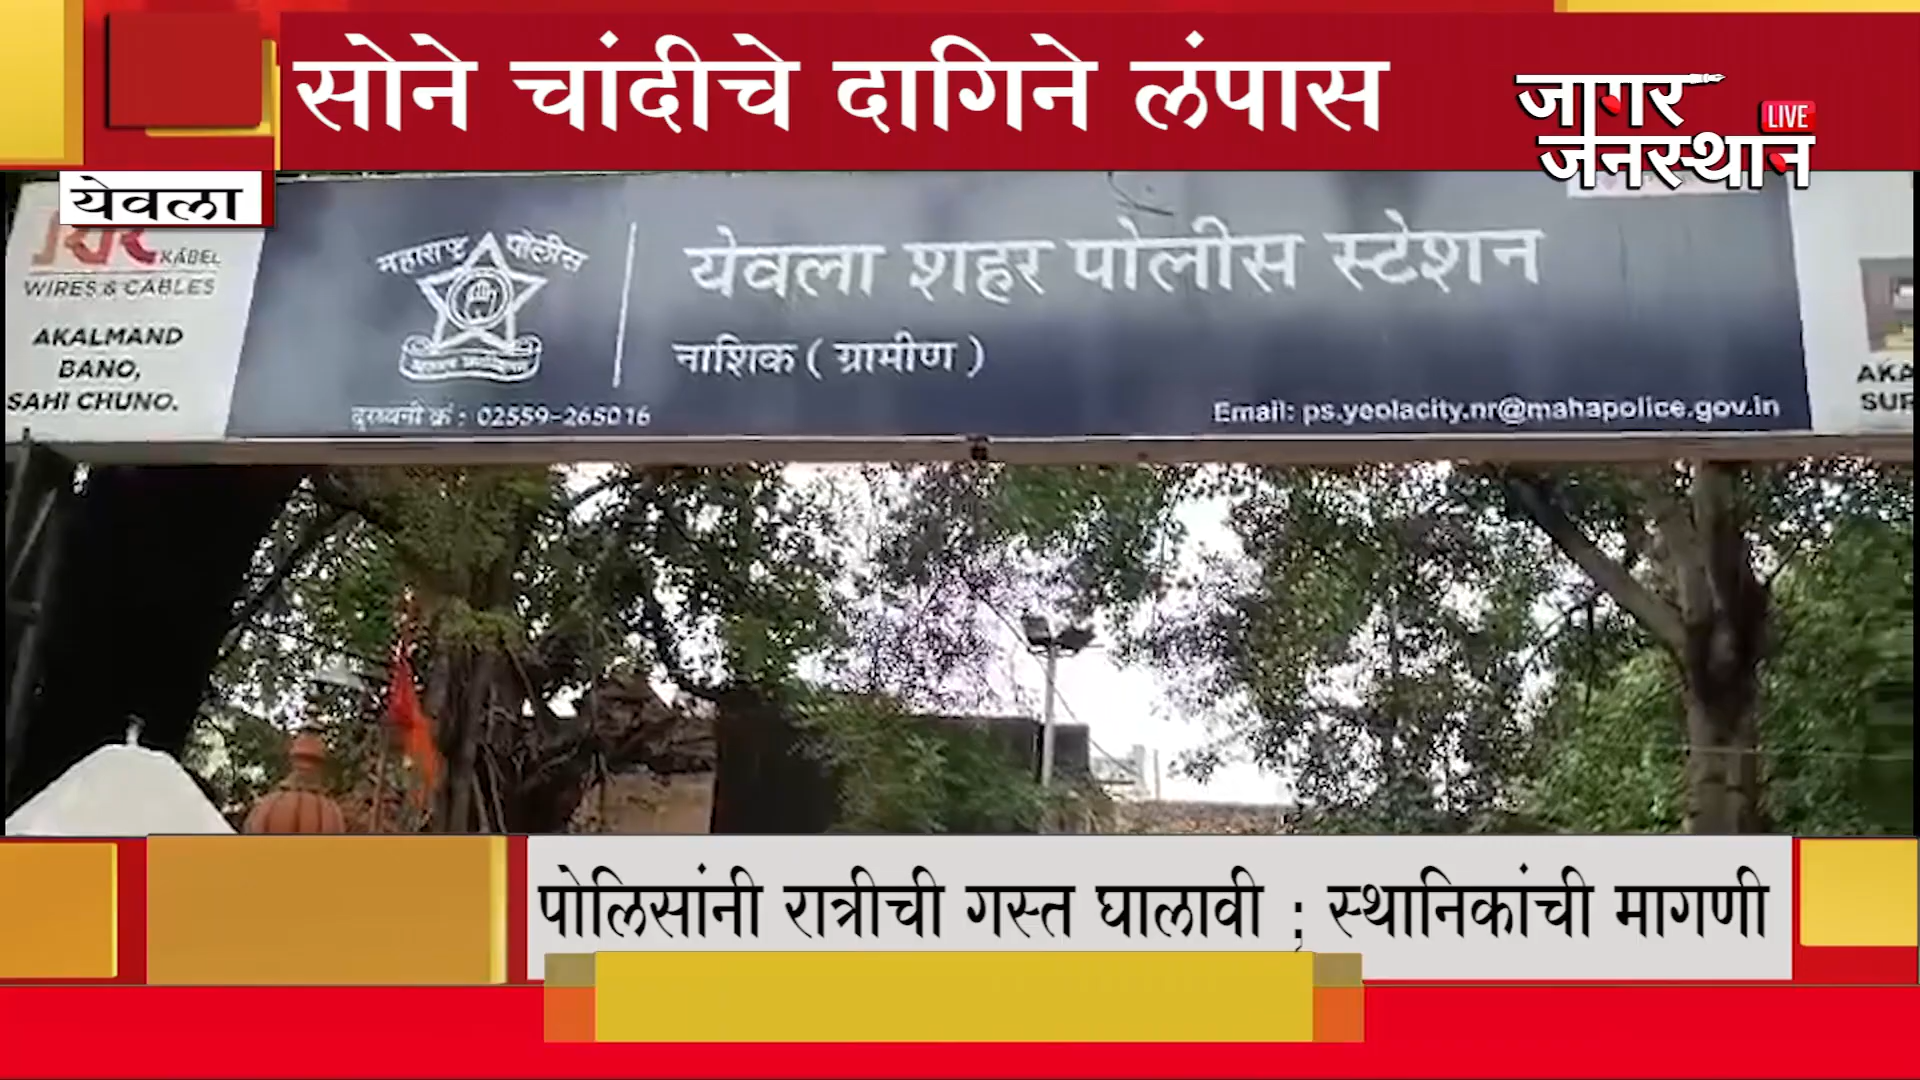 सोने चांदीचे दागिने लंपास
जागर
LIVE
जनस्थान
येवला
KABEL
WIRES & CABLES
AKALMAND
BANO,
SAHI CHUNO.
महाराष्ट्र पोलीस
येवला शहर पोलीस स्टेशन
नाशिक ( ग्रामीण )
दुरध्वनी क्रं : 02559-265016
Email: ps.yeolacity.nr@mahapolice.gov.in
पोलिसांनी रात्रीची गस्त घालावी ; स्थानिकांची मागणी